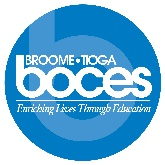 BROOME•TIOGA
boces
Enriching Lives Through Education